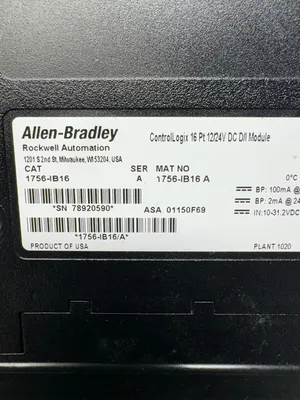 Allen-Bradley
ControlLogix 16 Pt 12/24V DC D/I Module
Rockwell Automation
1201 S 2nd St, Milwaukee, WI 53204, USA
CAT SER MAT NO
1756-IB16 A 1756-IB16 A
0°C
BP: 100mA @
*SN 78920590* ASA 01150F69
BP: 2mA @ 24
IN:10-31.2VDC
*1756-IB16/A*
PRODUCT OF USA PLANT 1020